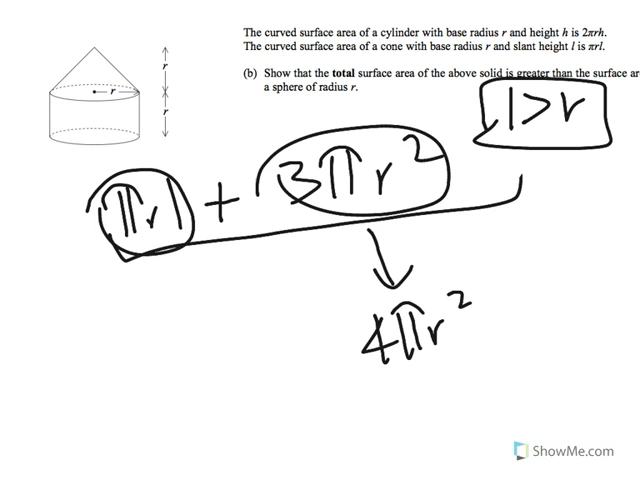 The curved surface area of a cylinder with base radius r and height h is 2πrh.
The curved surface area of a cone with base radius r and slant height l is πrl.
(b) Show that the total surface area of the above solid is greater than the surface ar
a sphere of radius r.
r
r
r
l>r
πrl + 3πr²
4πr²
ShowMe.com